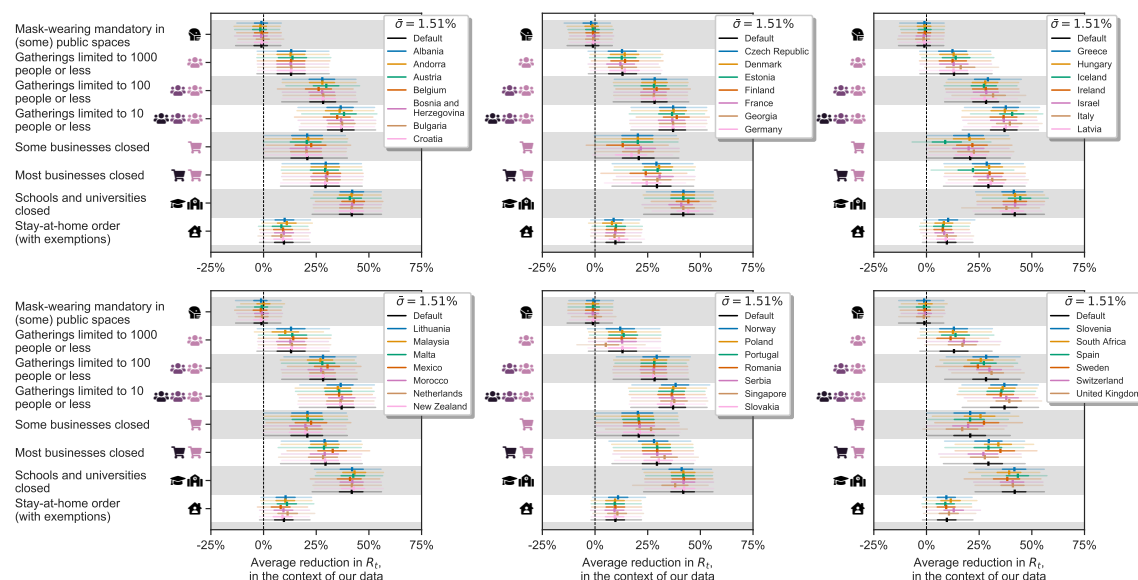 Mask-wearing mandatory in
(some) public spaces
Gatherings limited to 1000
people or less
Gatherings limited to 100
people or less
Gatherings limited to 10
people or less
Some businesses closed
Most businesses closed
Schools and universities
closed
Stay-at-home order
(with exemptions)
σ̄ = 1.51%
Default
Albania
Andorra
Austria
Belgium
Bosnia and
Herzegovina
Bulgaria
Croatia
-25% 0% 25% 50% 75%
σ̄ = 1.51%
Default
Czech Republic
Denmark
Estonia
Finland
France
Georgia
Germany
-25% 0% 25% 50% 75%
σ̄ = 1.51%
Default
Greece
Hungary
Iceland
Ireland
Israel
Italy
Latvia
-25% 0% 25% 50% 75%
Mask-wearing mandatory in
(some) public spaces
Gatherings limited to 1000
people or less
Gatherings limited to 100
people or less
Gatherings limited to 10
people or less
Some businesses closed
Most businesses closed
Schools and universities
closed
Stay-at-home order
(with exemptions)
σ̄ = 1.51%
Default
Lithuania
Malaysia
Malta
Mexico
Morocco
Netherlands
New Zealand
-25% 0% 25% 50% 75%
Average reduction in Rt,
in the context of our data
σ̄ = 1.51%
Default
Norway
Poland
Portugal
Romania
Serbia
Singapore
Slovakia
-25% 0% 25% 50% 75%
Average reduction in Rt,
in the context of our data
σ̄ = 1.51%
Default
Slovenia
South Africa
Spain
Sweden
Switzerland
United Kingdom
-25% 0% 25% 50% 75%
Average reduction in Rt,
in the context of our data